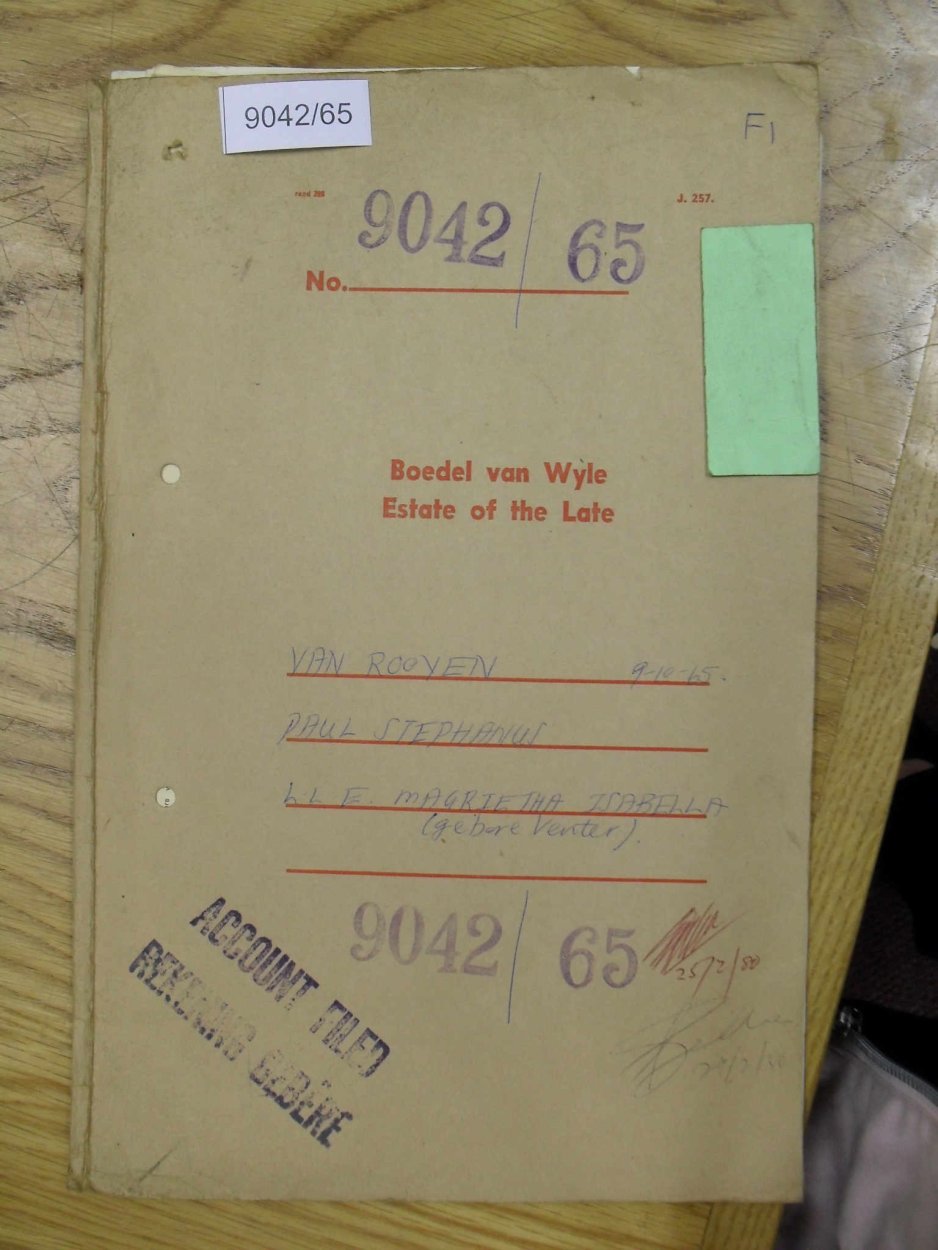 9042/65
F1
J. 257.
9042/65
No.
Boedel van Wyle
Estate of the Late
VAN ROOYEN 9-10-65.
PAUL STEPHANUS
L L E. MAGRIETHA ISABELLA
(gebore Venter).
9042/65
25/2/80
ACCOUNT FILED
REKENING GEDERE